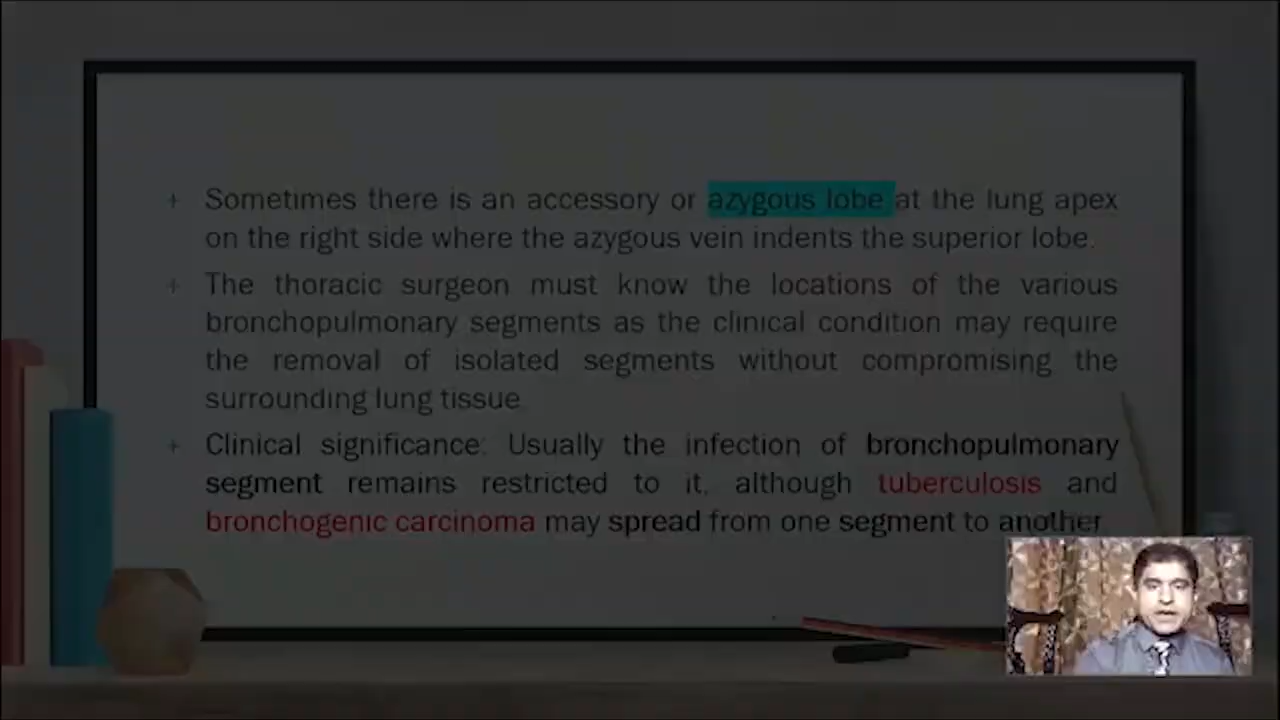 + Sometimes there is an accessory or azygous lobe at the lung apex
on the right side where the azygous vein indents the superior lobe.
+ The thoracic surgeon must know the locations of the various
bronchopulmonary segments as the clinical condition may require
the removal of isolated segments without compromising the
surrounding lung tissue.
+ Clinical significance: Usually the infection of bronchopulmonary
segment remains restricted to it, although tuberculosis and
bronchogenic carcinoma may spread from one segment to another.